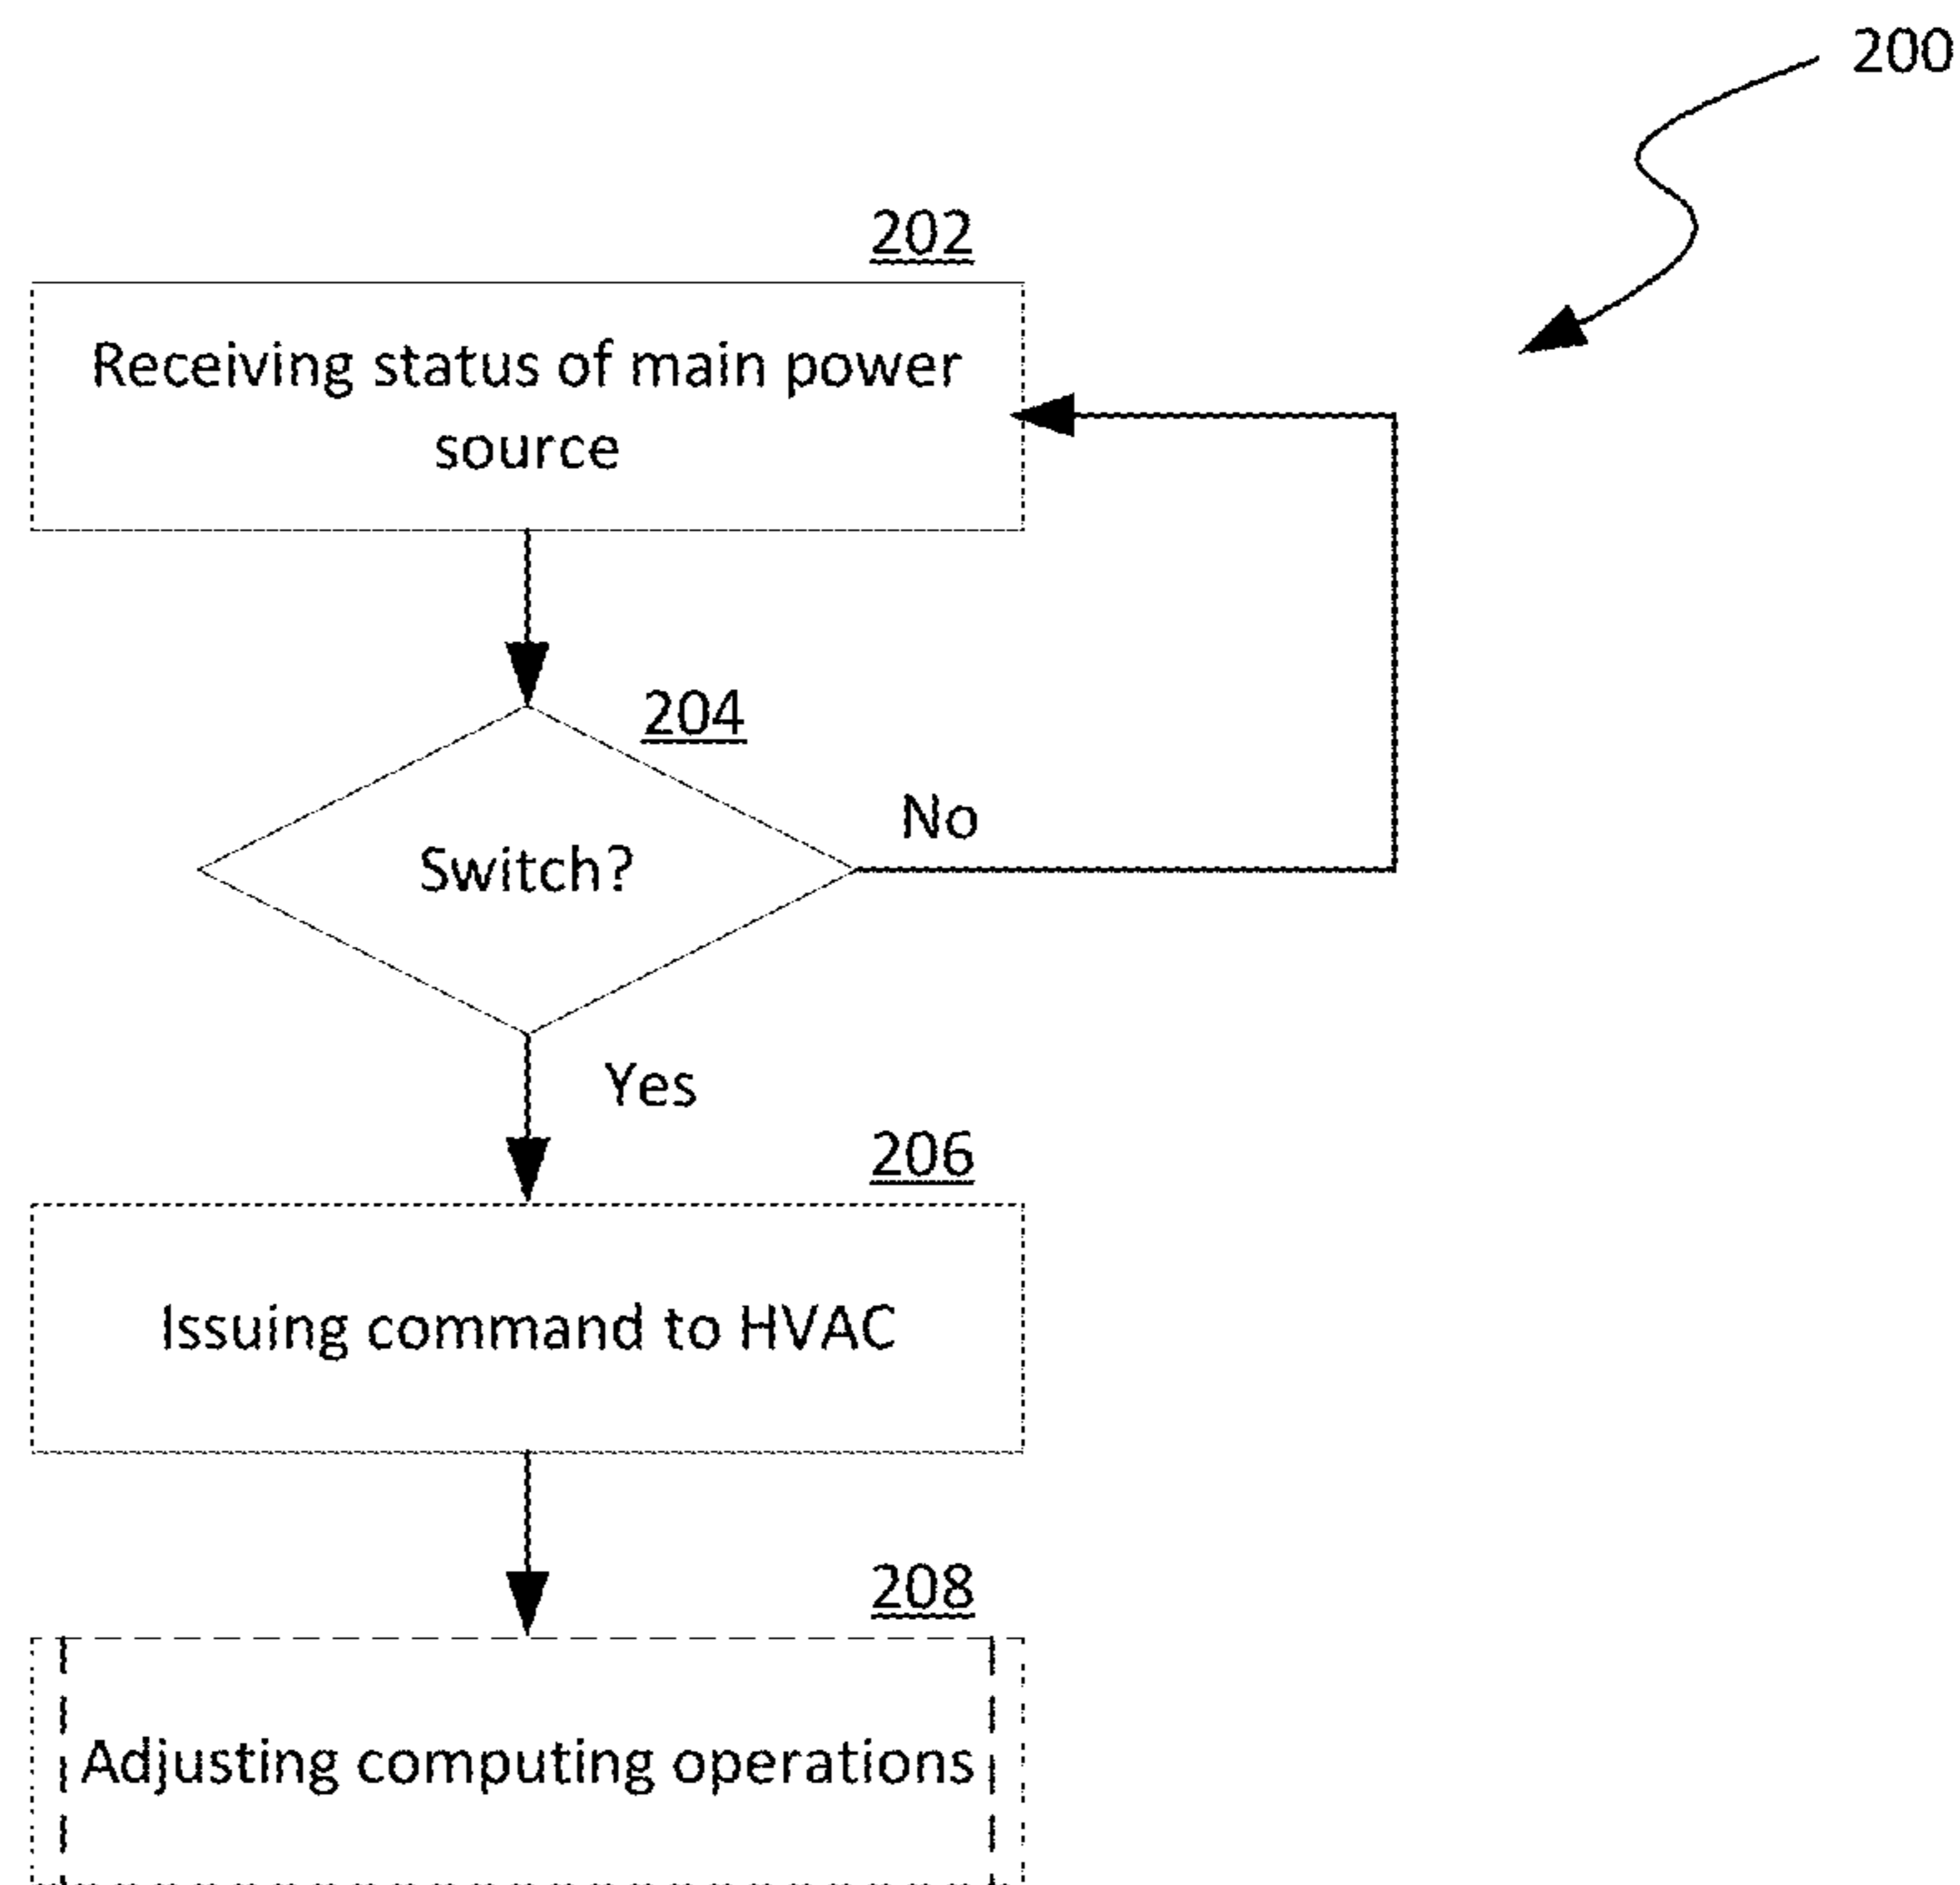 200
202
Receiving status of main power
source
204
Switch?
No
Yes
206
Issuing command to HVAC
208
Adjusting computing operations